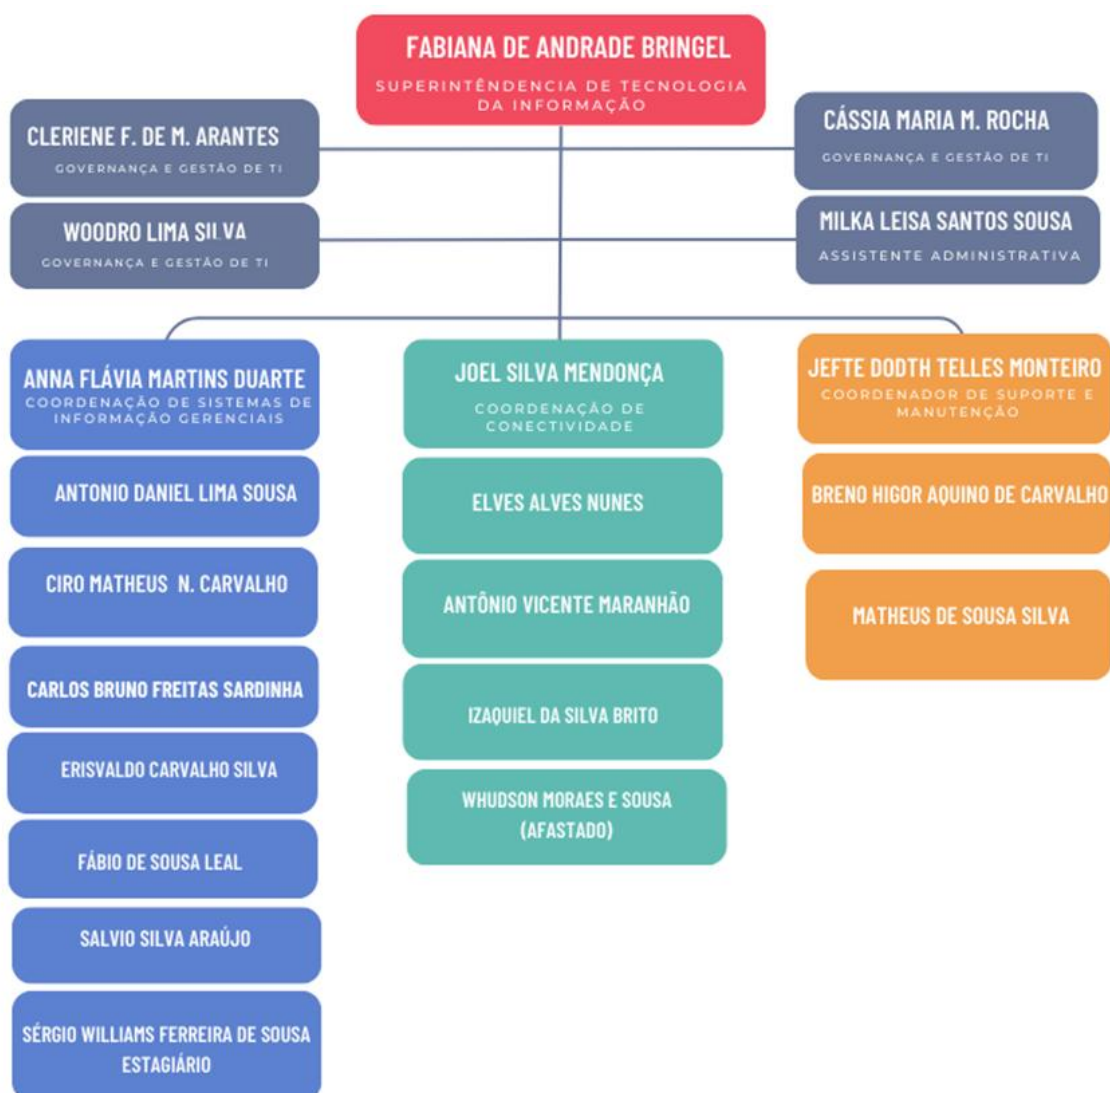 FABIANA DE ANDRADE BRINGEL
SUPERINTÊNDENCIA DE TECNOLOGIA
DA INFORMAÇÃO
CLERIENE F. DE M. ARANTES
GOVERNANÇA E GESTÃO DE TI
CÁSSIA MARIA M. ROCHA
GOVERNANÇA E GESTÃO DE TI
WOODRO LIMA SILVA
GOVERNANÇA E GESTÃO DE TI
MILKA LEISA SANTOS SOUSA
ASSISTENTE ADMINISTRATIVA
ANNA FLÁVIA MARTINS DUARTE
COORDENAÇÃO DE SISTEMAS DE
INFORMAÇÃO GERENCIAIS
ANTONIO DANIEL LIMA SOUSA
CIRO MATHEUS N. CARVALHO
CARLOS BRUNO FREITAS SARDINHA
ERISVALDO CARVALHO SILVA
FÁBIO DE SOUSA LEAL
SALVIO SILVA ARAÚJO
SÉRGIO WILLIAMS FERREIRA DE SOUSA
ESTAGIÁRIO
JOEL SILVA MENDONÇA
COORDENAÇÃO DE
CONECTIVIDADE
ELVES ALVES NUNES
ANTÔNIO VICENTE MARANHÃO
IZAQUIEL DA SILVA BRITO
WHUDSON MORAES E SOUSA
(AFASTADO)
JEFTE DODTH TELLES MONTEIRO
COORDENADOR DE SUPORTE E
MANUTENÇÃO
BRENO HIGOR AQUINO DE CARVALHO
MATHEUS DE SOUSA SILVA